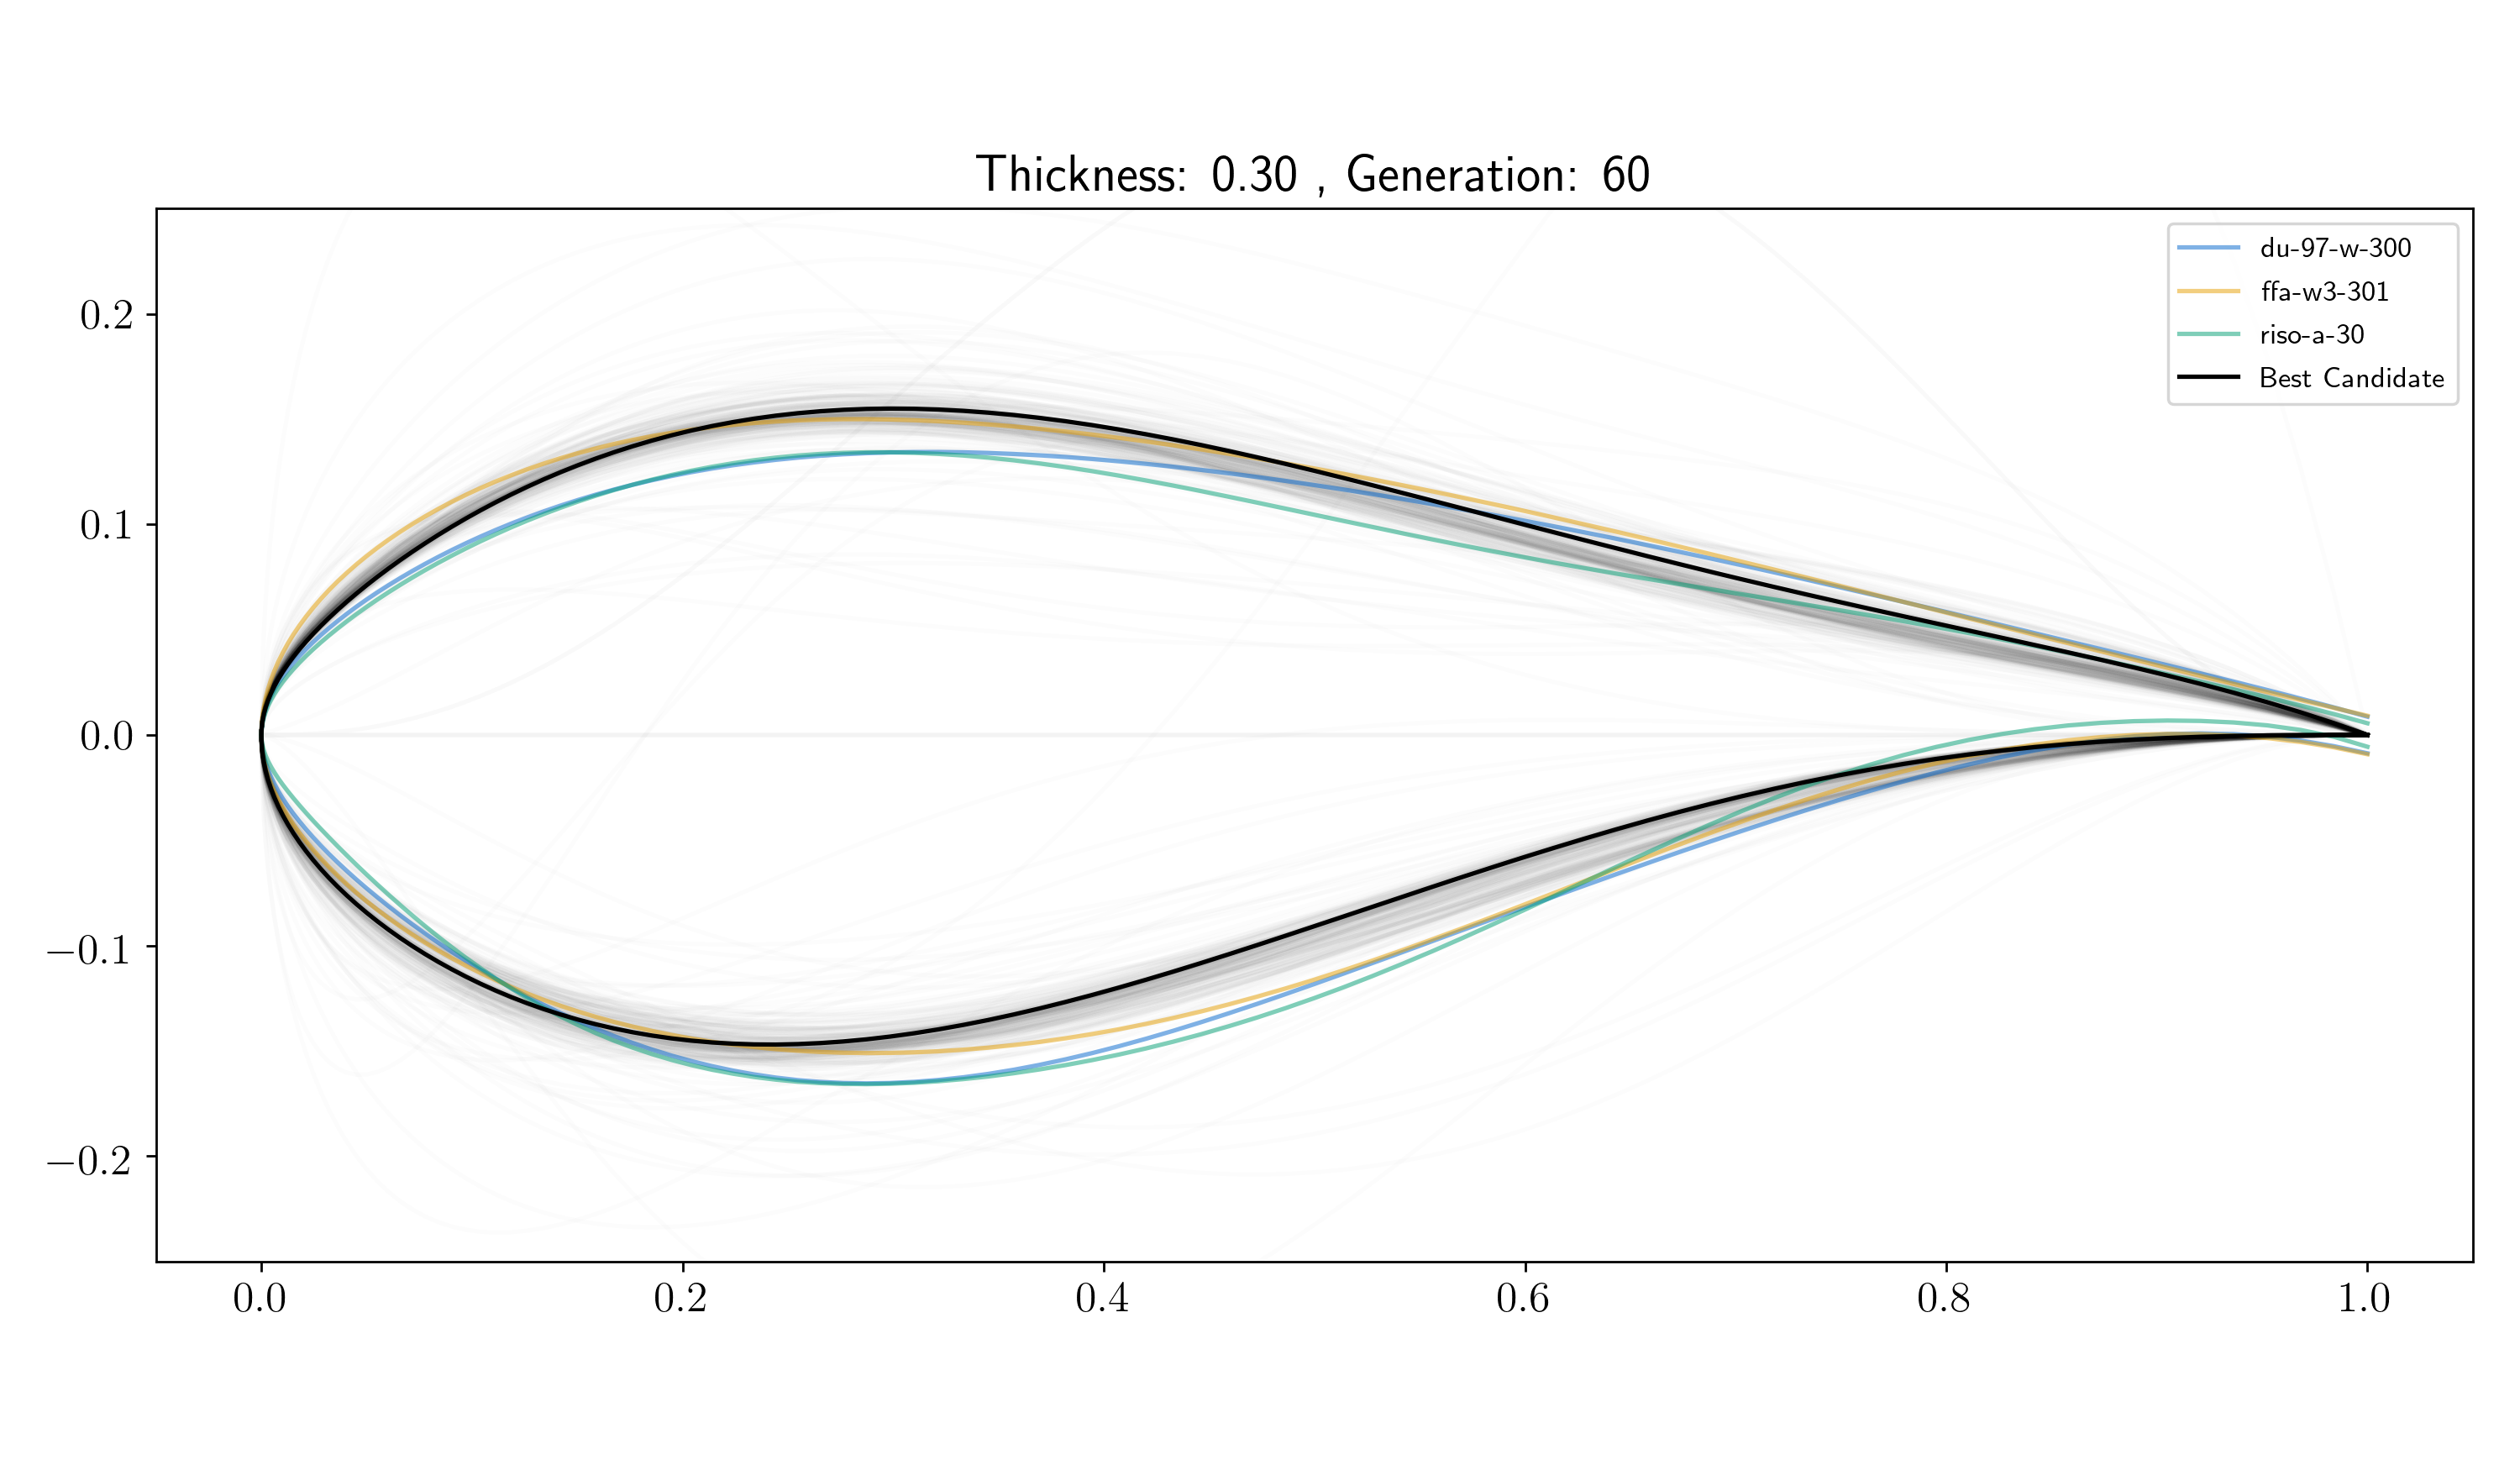 Thickness: 0.30 , Generation: 60
du-97-w-300
ffa-w3-301
riso-a-30
Best Candidate
0.2
0.1
0.0
−0.1
−0.2
0.0 0.2 0.4 0.6 0.8 1.0